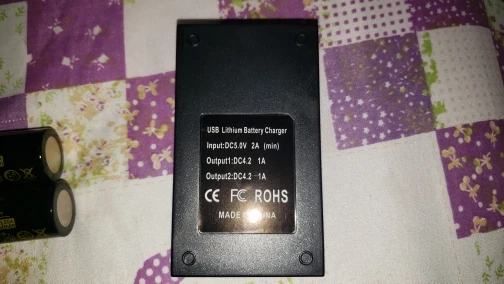 USB Lithium Battery Charger
Input:DC5.0V 2A (min)
Output1:DC4.2 1A
Output2:DC4.2 1A
CE FC ROHS
MADE